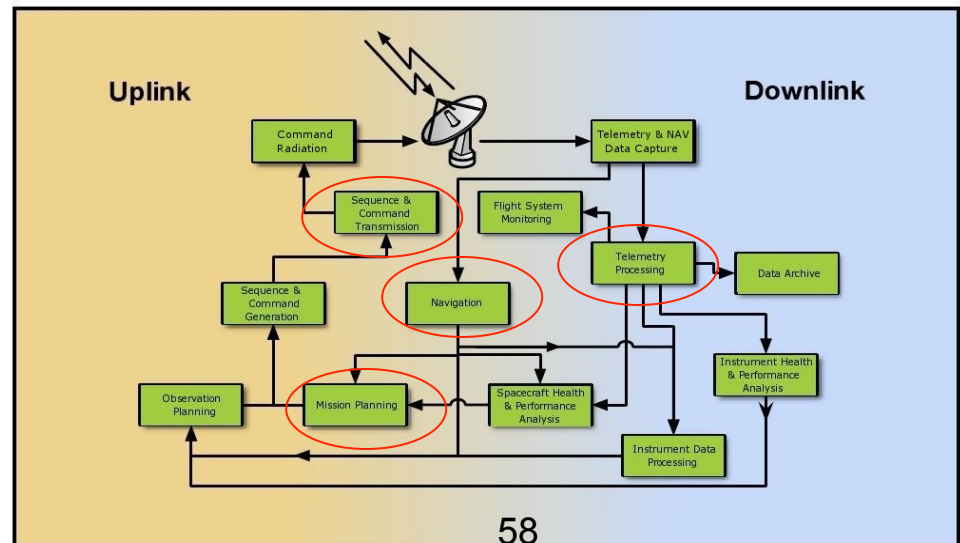 Uplink
Downlink
Command
Radiation
Telemetry & NAV
Data Capture
Sequence &
Command
Transmission
Flight System
Monitoring
Telemetry
Processing
Data Archive
Sequence &
Command
Generation
Navigation
Instrument Health
& Performance
Analysis
Observation
Planning
Mission Planning
Spacecraft Health
& Performance
Analysis
Instrument Data
Processing
58